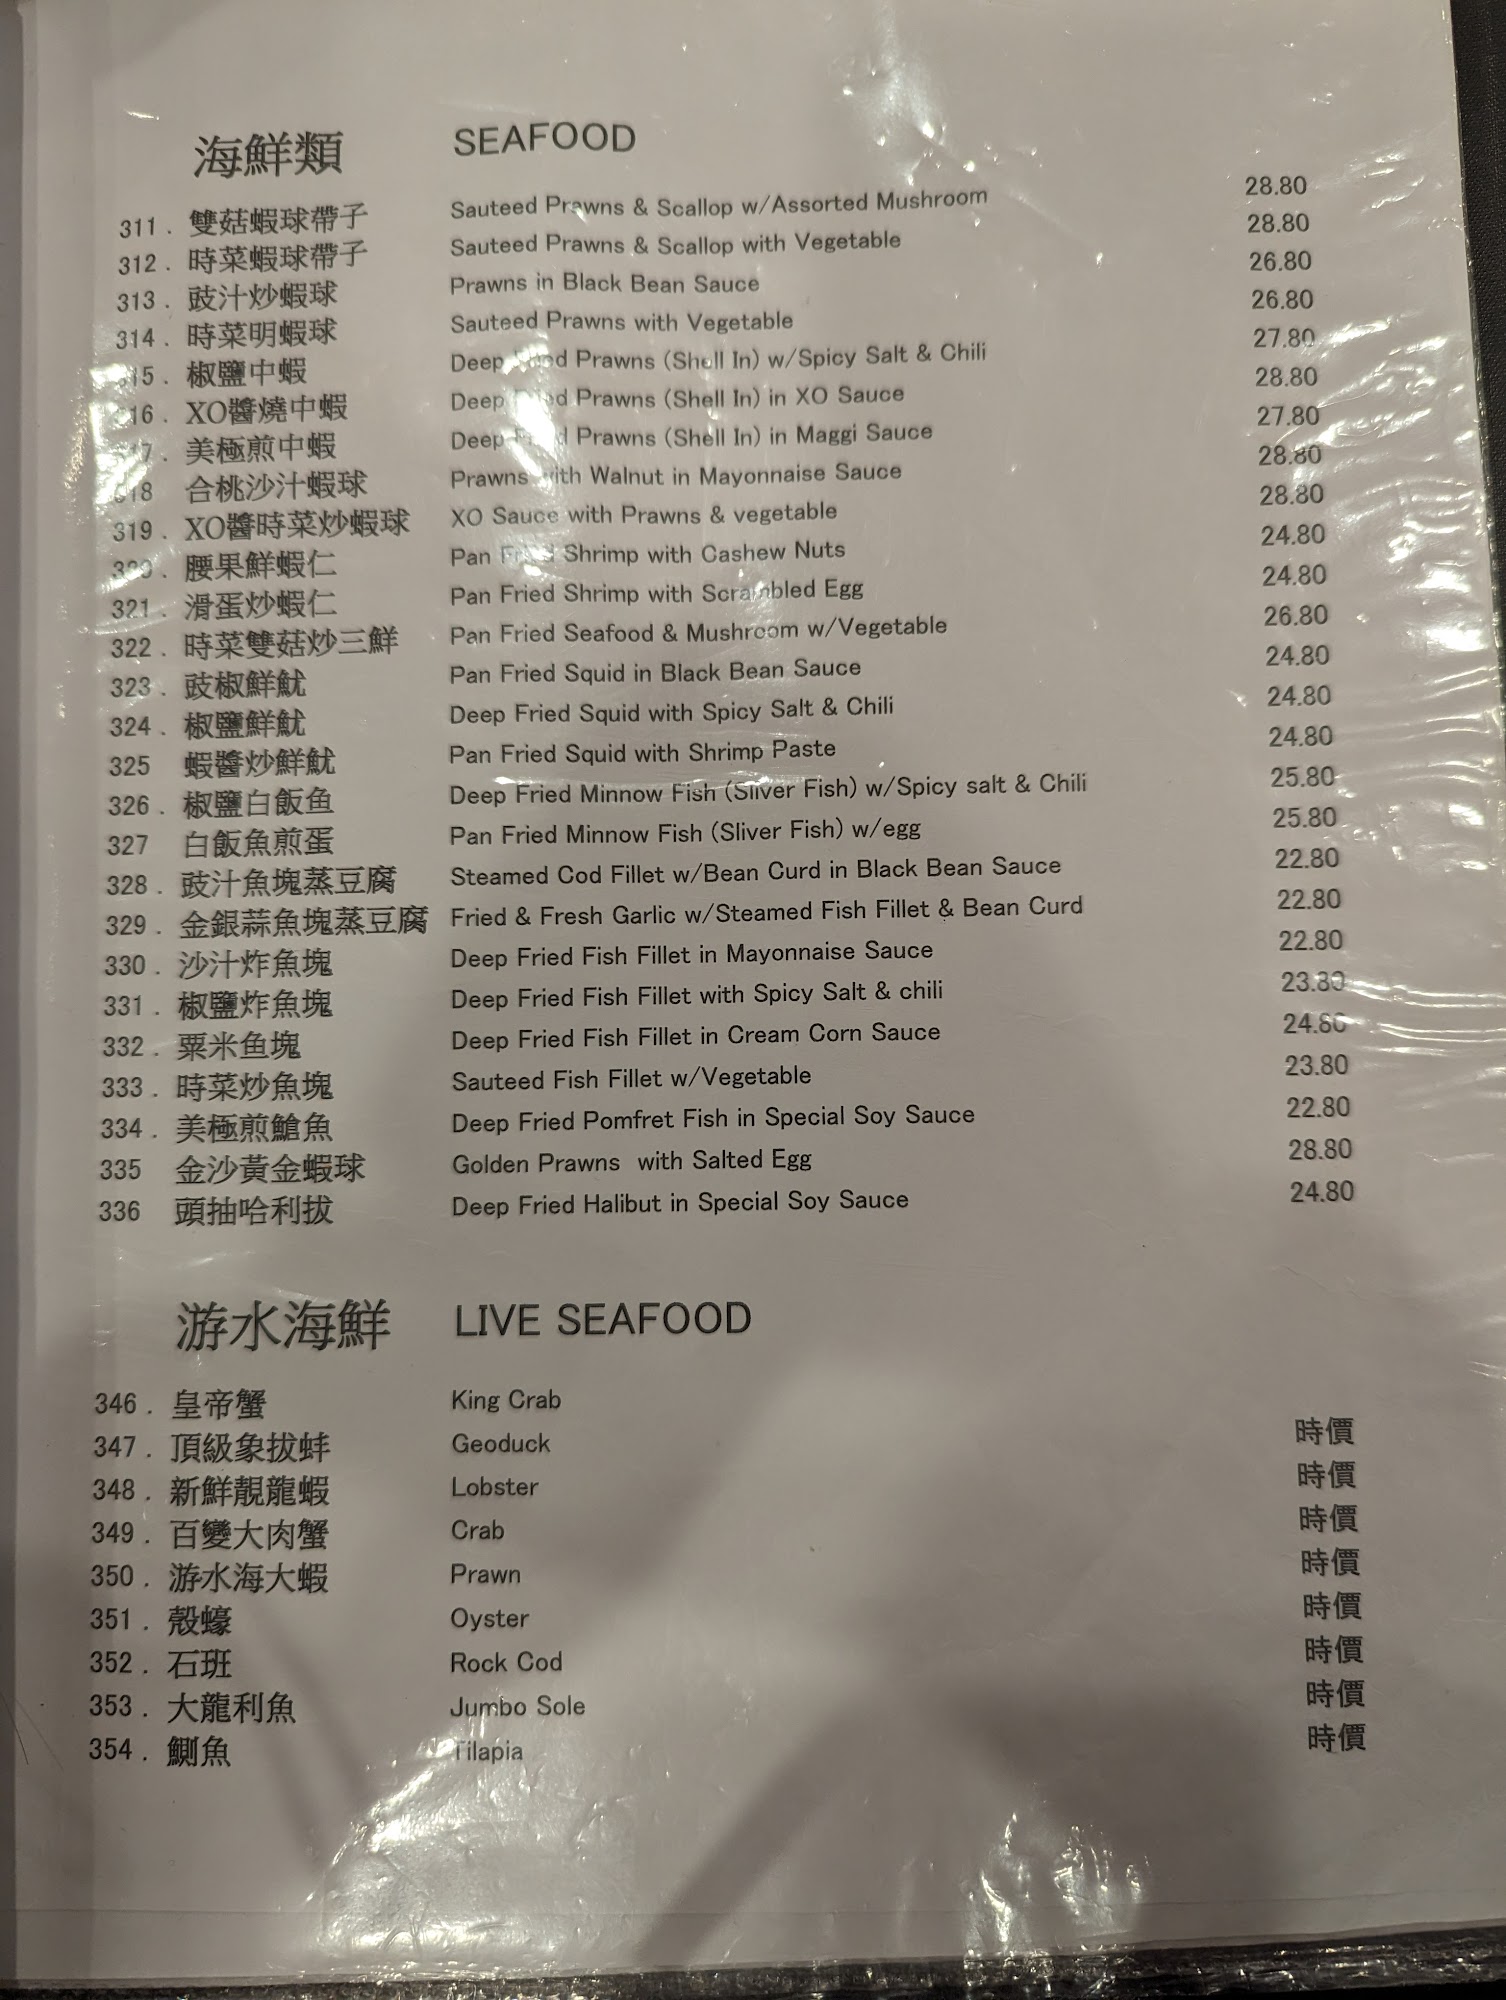 海鮮類 SEAFOOD
311 . 雙菇蝦球帶子 Sauteed Prawns & Scallop w/Assorted Mushroom 28.80
312 . 時菜蝦球帶子 Sauteed Prawns & Scallop with Vegetable 28.80
313 . 豉汁炒蝦球 Prawns in Black Bean Sauce 26.80
314 . 時菜明蝦球 Sauteed Prawns with Vegetable 26.80
315 . 椒鹽中蝦 Deep Fried Prawns (Shell In) w/Spicy Salt & Chili 27.80
316 . XO醬燒中蝦 Deep Fried Prawns (Shell In) in XO Sauce 28.80
317 . 美極煎中蝦 Deep Fried Prawns (Shell In) in Maggi Sauce 27.80
318 合桃沙汁蝦球 Prawns with Walnut in Mayonnaise Sauce 28.80
319 . XO醬時菜炒蝦球 XO Sauce with Prawns & vegetable 28.80
320 . 腰果鮮蝦仁 Pan Fried Shrimp with Cashew Nuts 24.80
321 . 滑蛋炒蝦仁 Pan Fried Shrimp with Scrambled Egg 24.80
322 . 時菜雙菇炒三鮮 Pan Fried Seafood & Mushroom w/Vegetable 26.80
323 . 豉椒鮮魷 Pan Fried Squid in Black Bean Sauce 24.80
324 . 椒鹽鮮魷 Deep Fried Squid with Spicy Salt & Chili 24.80
325 蝦醬炒鮮魷 Pan Fried Squid with Shrimp Paste 24.80
326 . 椒鹽白飯鱼 Deep Fried Minnow Fish (Sliver Fish) w/Spicy salt & Chili 25.80
327 白飯魚煎蛋 Pan Fried Minnow Fish (Sliver Fish) w/egg 25.80
328 . 豉汁魚塊蒸豆腐 Steamed Cod Fillet w/Bean Curd in Black Bean Sauce 22.80
329 . 金銀蒜魚塊蒸豆腐 Fried & Fresh Garlic w/Steamed Fish Fillet & Bean Curd 22.80
330 . 沙汁炸魚塊 Deep Fried Fish Fillet in Mayonnaise Sauce 22.80
331 . 椒鹽炸魚塊 Deep Fried Fish Fillet with Spicy Salt & chili 23.80
332 . 粟米鱼塊 Deep Fried Fish Fillet in Cream Corn Sauce 24.80
333 . 時菜炒魚塊 Sauteed Fish Fillet w/Vegetable 23.80
334 . 美極煎鯧魚 Deep Fried Pomfret Fish in Special Soy Sauce 22.80
335 金沙黃金蝦球 Golden Prawns with Salted Egg 28.80
336 頭抽哈利拔 Deep Fried Halibut in Special Soy Sauce 24.80
游水海鮮 LIVE SEAFOOD
346 . 皇帝蟹 King Crab
347 . 頂級象拔蚌 Geoduck 時價
348 . 新鮮靚龍蝦 Lobster 時價
349 . 百變大肉蟹 Crab 時價
350 . 游水海大蝦 Prawn 時價
351 . 殼蠔 Oyster 時價
352 . 石班 Rock Cod 時價
353 . 大龍利魚 Jumbo Sole 時價
354 . 鰂魚 Tilapia 時價